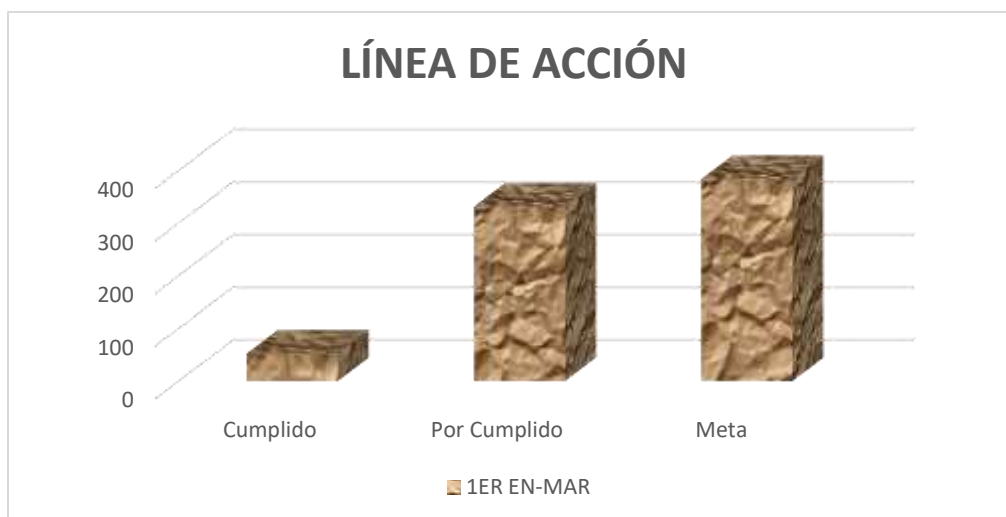 LÍNEA DE ACCIÓN
400
300
200
100
0
Cumplido Por Cumplido Meta
1ER EN-MAR